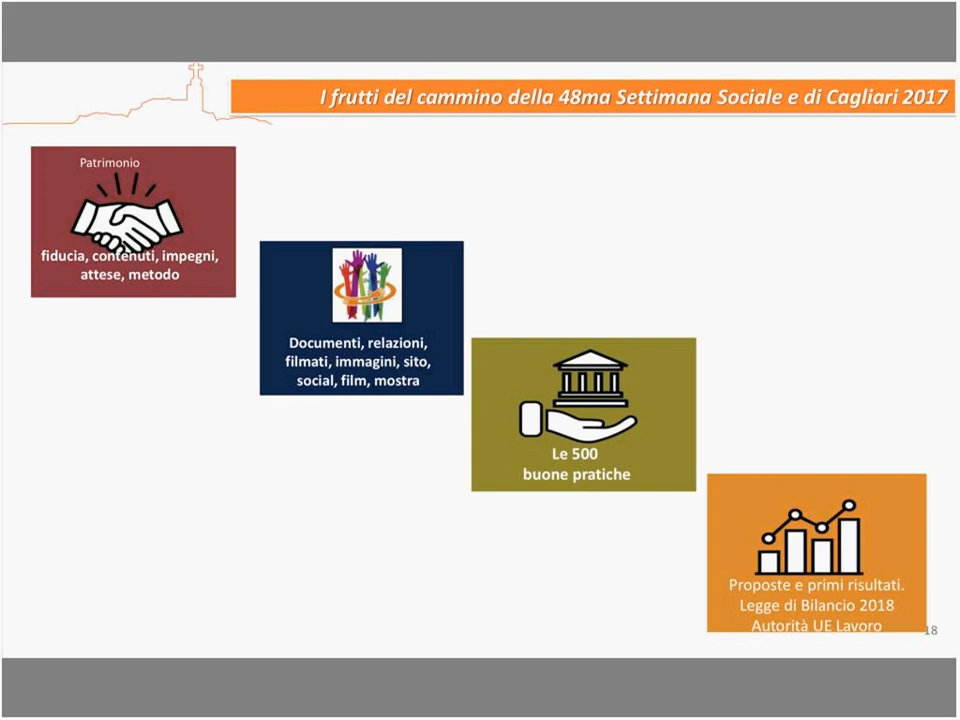 I frutti del cammino della 48ma Settimana Sociale e di Cagliari 2017
Patrimonio
fiducia, contenuti, impegni,
attese, metodo
Documenti, relazioni,
filmati, immagini, sito,
social, film, mostra
Le 500
buone pratiche
Proposte e primi risultati.
Legge di Bilancio 2018
Autorità UE Lavoro
18